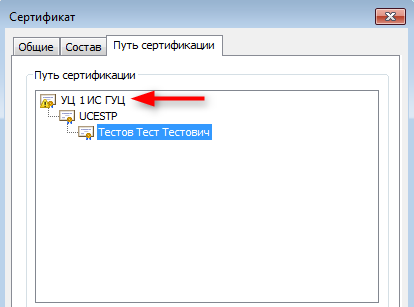 Сертификат
Общие Состав Путь сертификации
Путь сертификации
УЦ 1 ИС ГУЦ
UCESTP
Тестов Тест Тестович